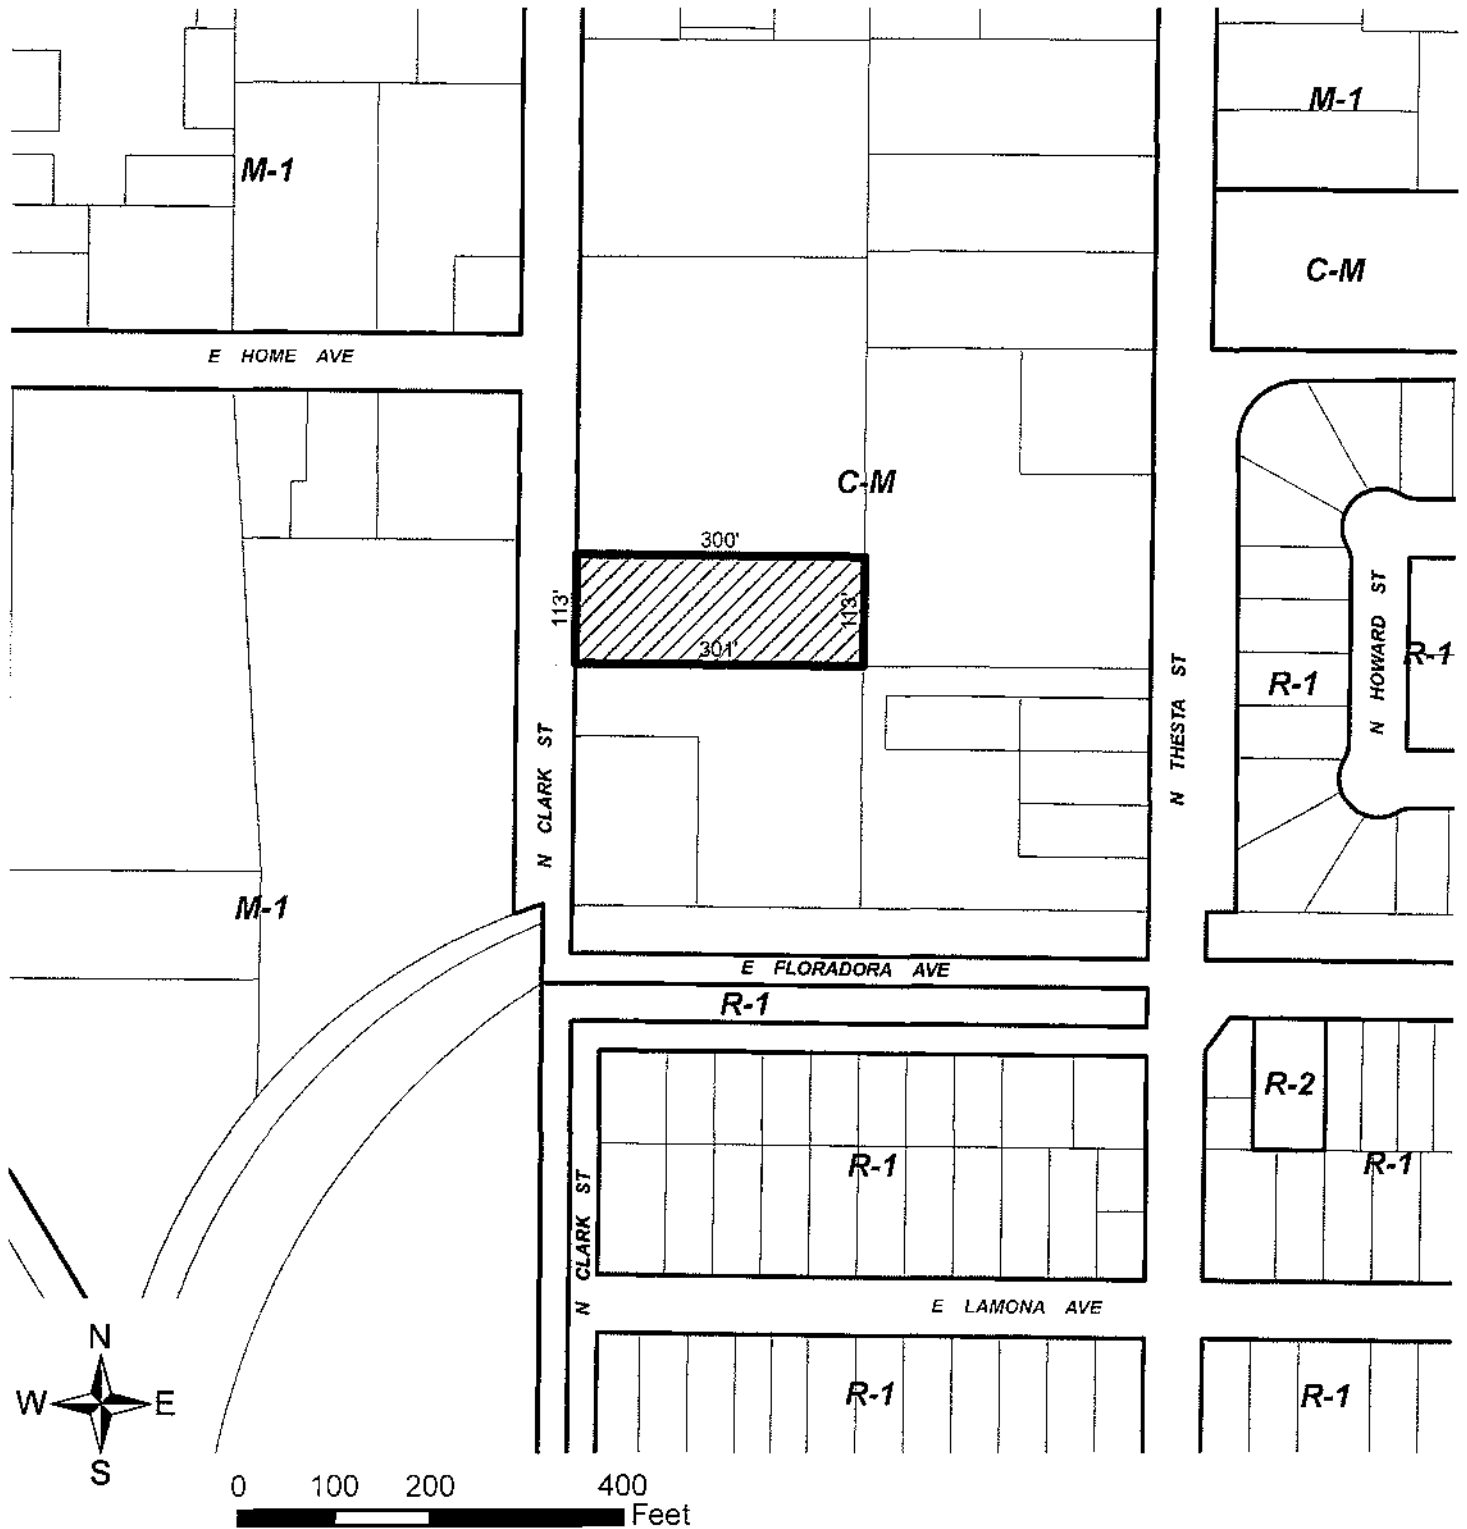 M-1
M-1
C-M
E HOME AVE
C-M
300'
113'
113'
301'
N CLARK ST
N THESTA ST
N HOWARD ST
R-1
R-1
M-1
E FLORADORA AVE
R-1
R-2
R-1
R-1
N CLARK ST
E LAMONA AVE
R-1
R-1
N
W E
S
0 100 200 400
Feet